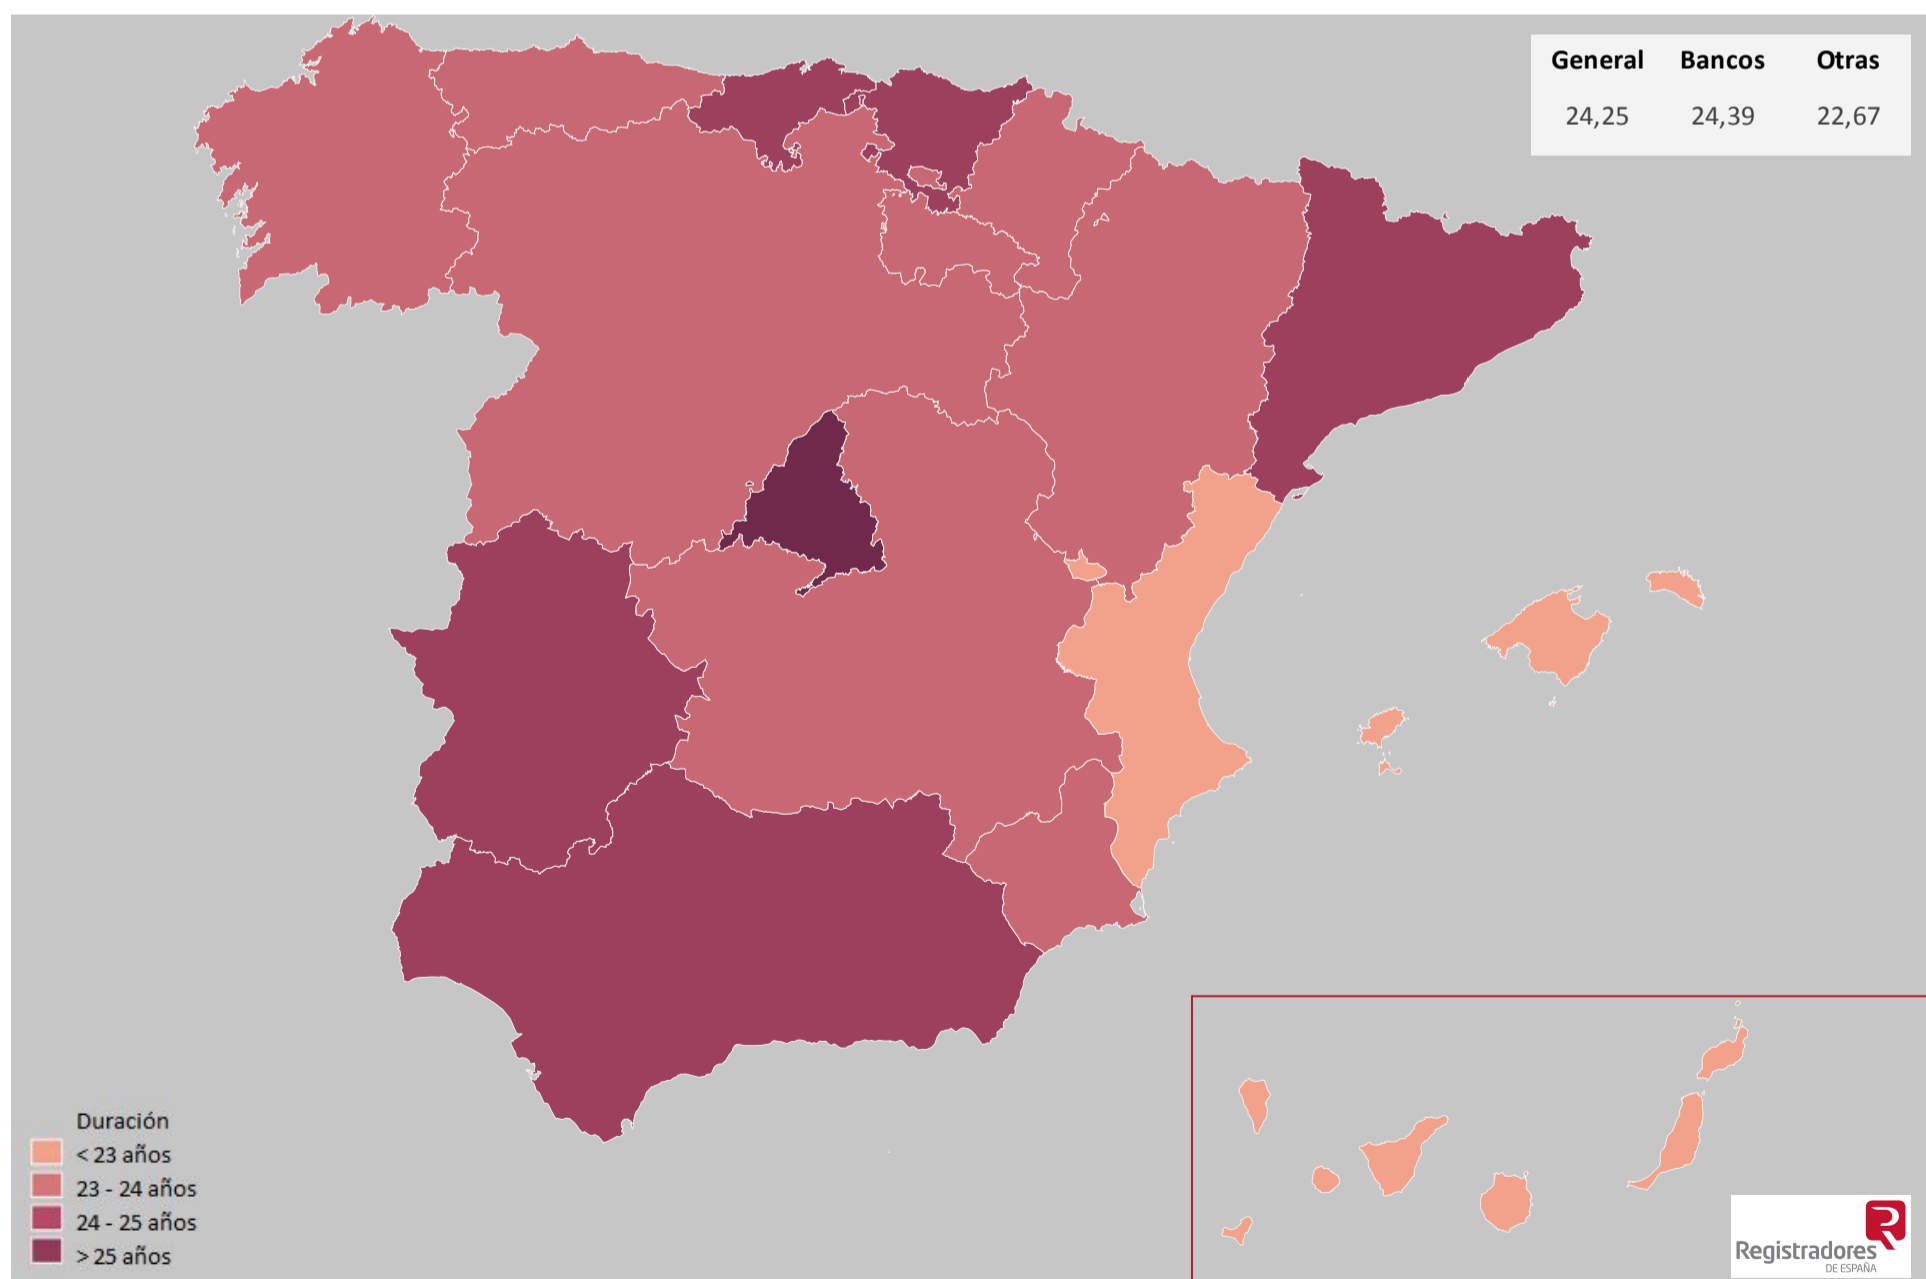 General Bancos Otras
24,25 24,39 22,67
Duración
< 23 años
23 - 24 años
24 - 25 años
> 25 años
Registradores
DE ESPAÑA